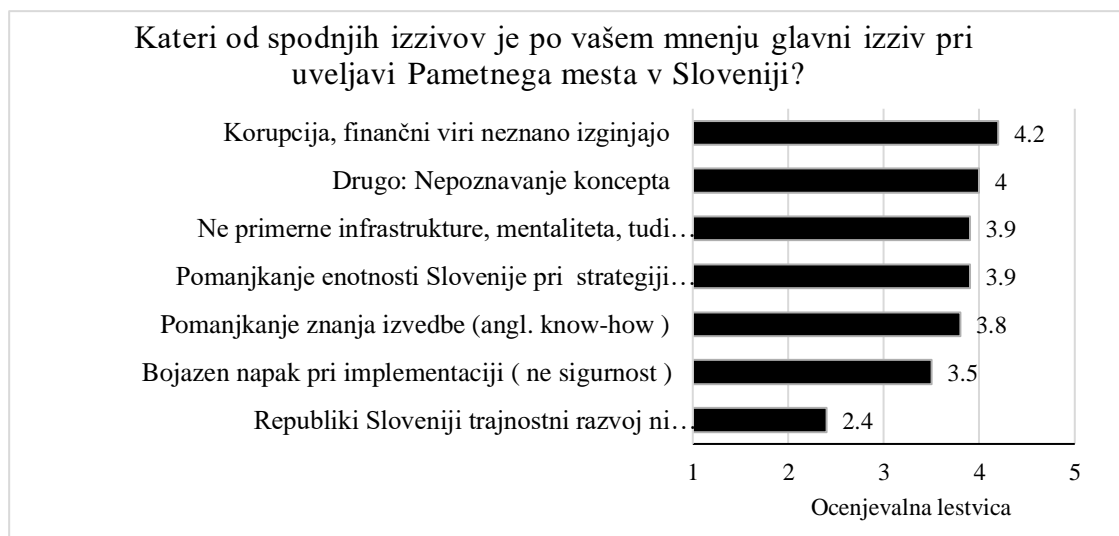 Kateri od spodnjih izzivov je po vašem mnenju glavni izziv pri
uveljavi Pametnega mesta v Sloveniji?
Korupcija, finančni viri neznano izginjajo
4.2
Drugo: Nepoznavanje koncepta
4
Ne primerne infrastrukture, mentaliteta, tudi…
3.9
Pomanjkanje enotnosti Slovenije pri strategiji…
3.9
Pomanjkanje znanja izvedbe (angl. know-how )
3.8
Bojazen napak pri implementaciji ( ne sigurnost )
3.5
Republiki Sloveniji trajnostni razvoj ni…
2.4
1 2 3 4 5
Ocenjevalna lestvica